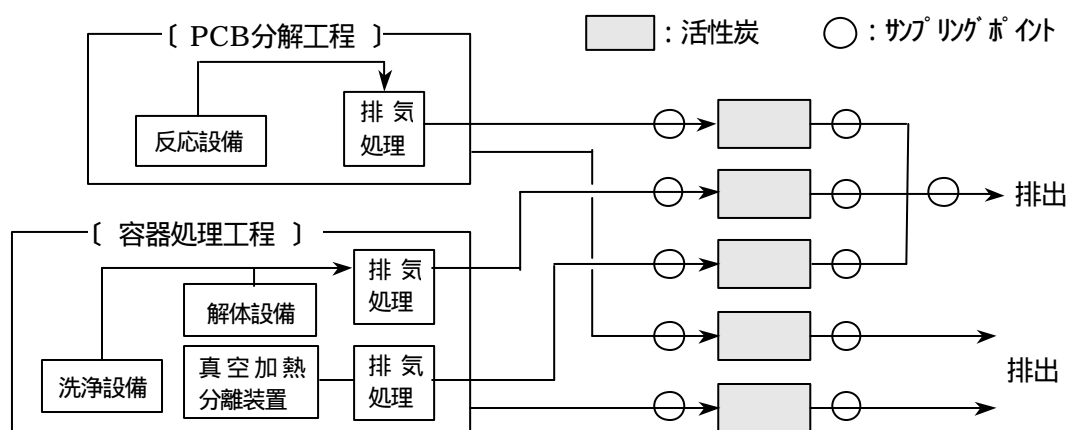 〔 PCB分解工程 〕
：活性炭
：サンプリングポイント
反応設備
排 気
処理
排出
〔 容器処理工程 〕
排 気
処理
解体設備
洗浄設備
真 空 加 熱
分離装置
排 気
処理
排出